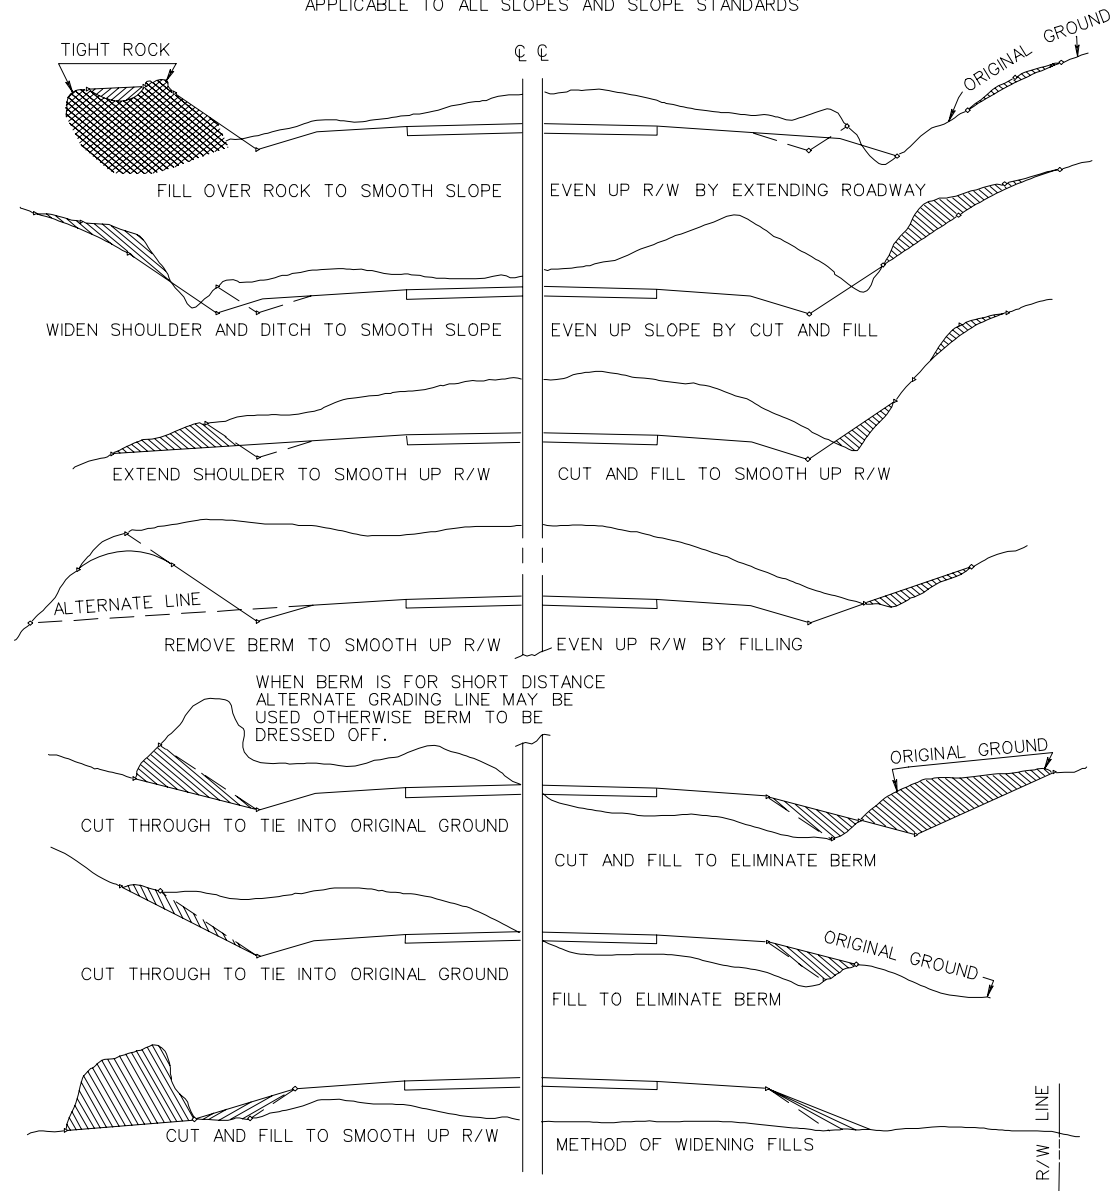 APPLICABLE TO ALL SLOPES AND SLOPE STANDARDS
TIGHT ROCK
℄ ℄
ORIGINAL GROUND
FILL OVER ROCK TO SMOOTH SLOPE
EVEN UP R/W BY EXTENDING ROADWAY
WIDEN SHOULDER AND DITCH TO SMOOTH SLOPE
EVEN UP SLOPE BY CUT AND FILL
EXTEND SHOULDER TO SMOOTH UP R/W
CUT AND FILL TO SMOOTH UP R/W
ALTERNATE LINE
REMOVE BERM TO SMOOTH UP R/W
EVEN UP R/W BY FILLING
WHEN BERM IS FOR SHORT DISTANCE
ALTERNATE GRADING LINE MAY BE
USED OTHERWISE BERM TO BE
DRESSED OFF.
ORIGINAL GROUND
CUT THROUGH TO TIE INTO ORIGINAL GROUND
CUT AND FILL TO ELIMINATE BERM
ORIGINAL GROUND
CUT THROUGH TO TIE INTO ORIGINAL GROUND
FILL TO ELIMINATE BERM
CUT AND FILL TO SMOOTH UP R/W
METHOD OF WIDENING FILLS
R/W LINE